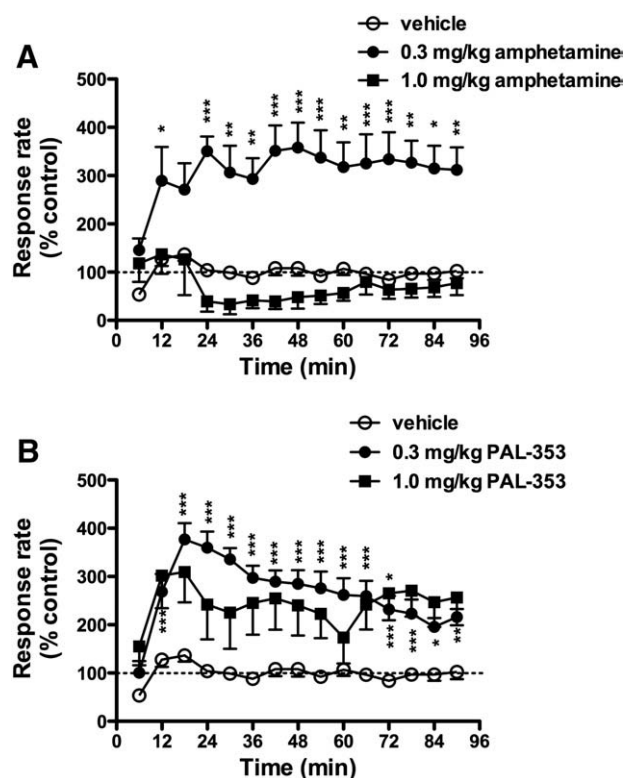 vehicle
0.3 mg/kg amphetamine
1.0 mg/kg amphetamine
A
Response rate
(% control)
500
400
300
200
100
0
* *** ** ** *** *** *** ** *** *** ** * **
0 12 24 36 48 60 72 84 96
Time (min)
vehicle
0.3 mg/kg PAL-353
1.0 mg/kg PAL-353
B
Response rate
(% control)
500
400
300
200
100
0
*** *** *** *** *** *** *** *** *** *
*** *** *** * **
0 12 24 36 48 60 72 84 96
Time (min)